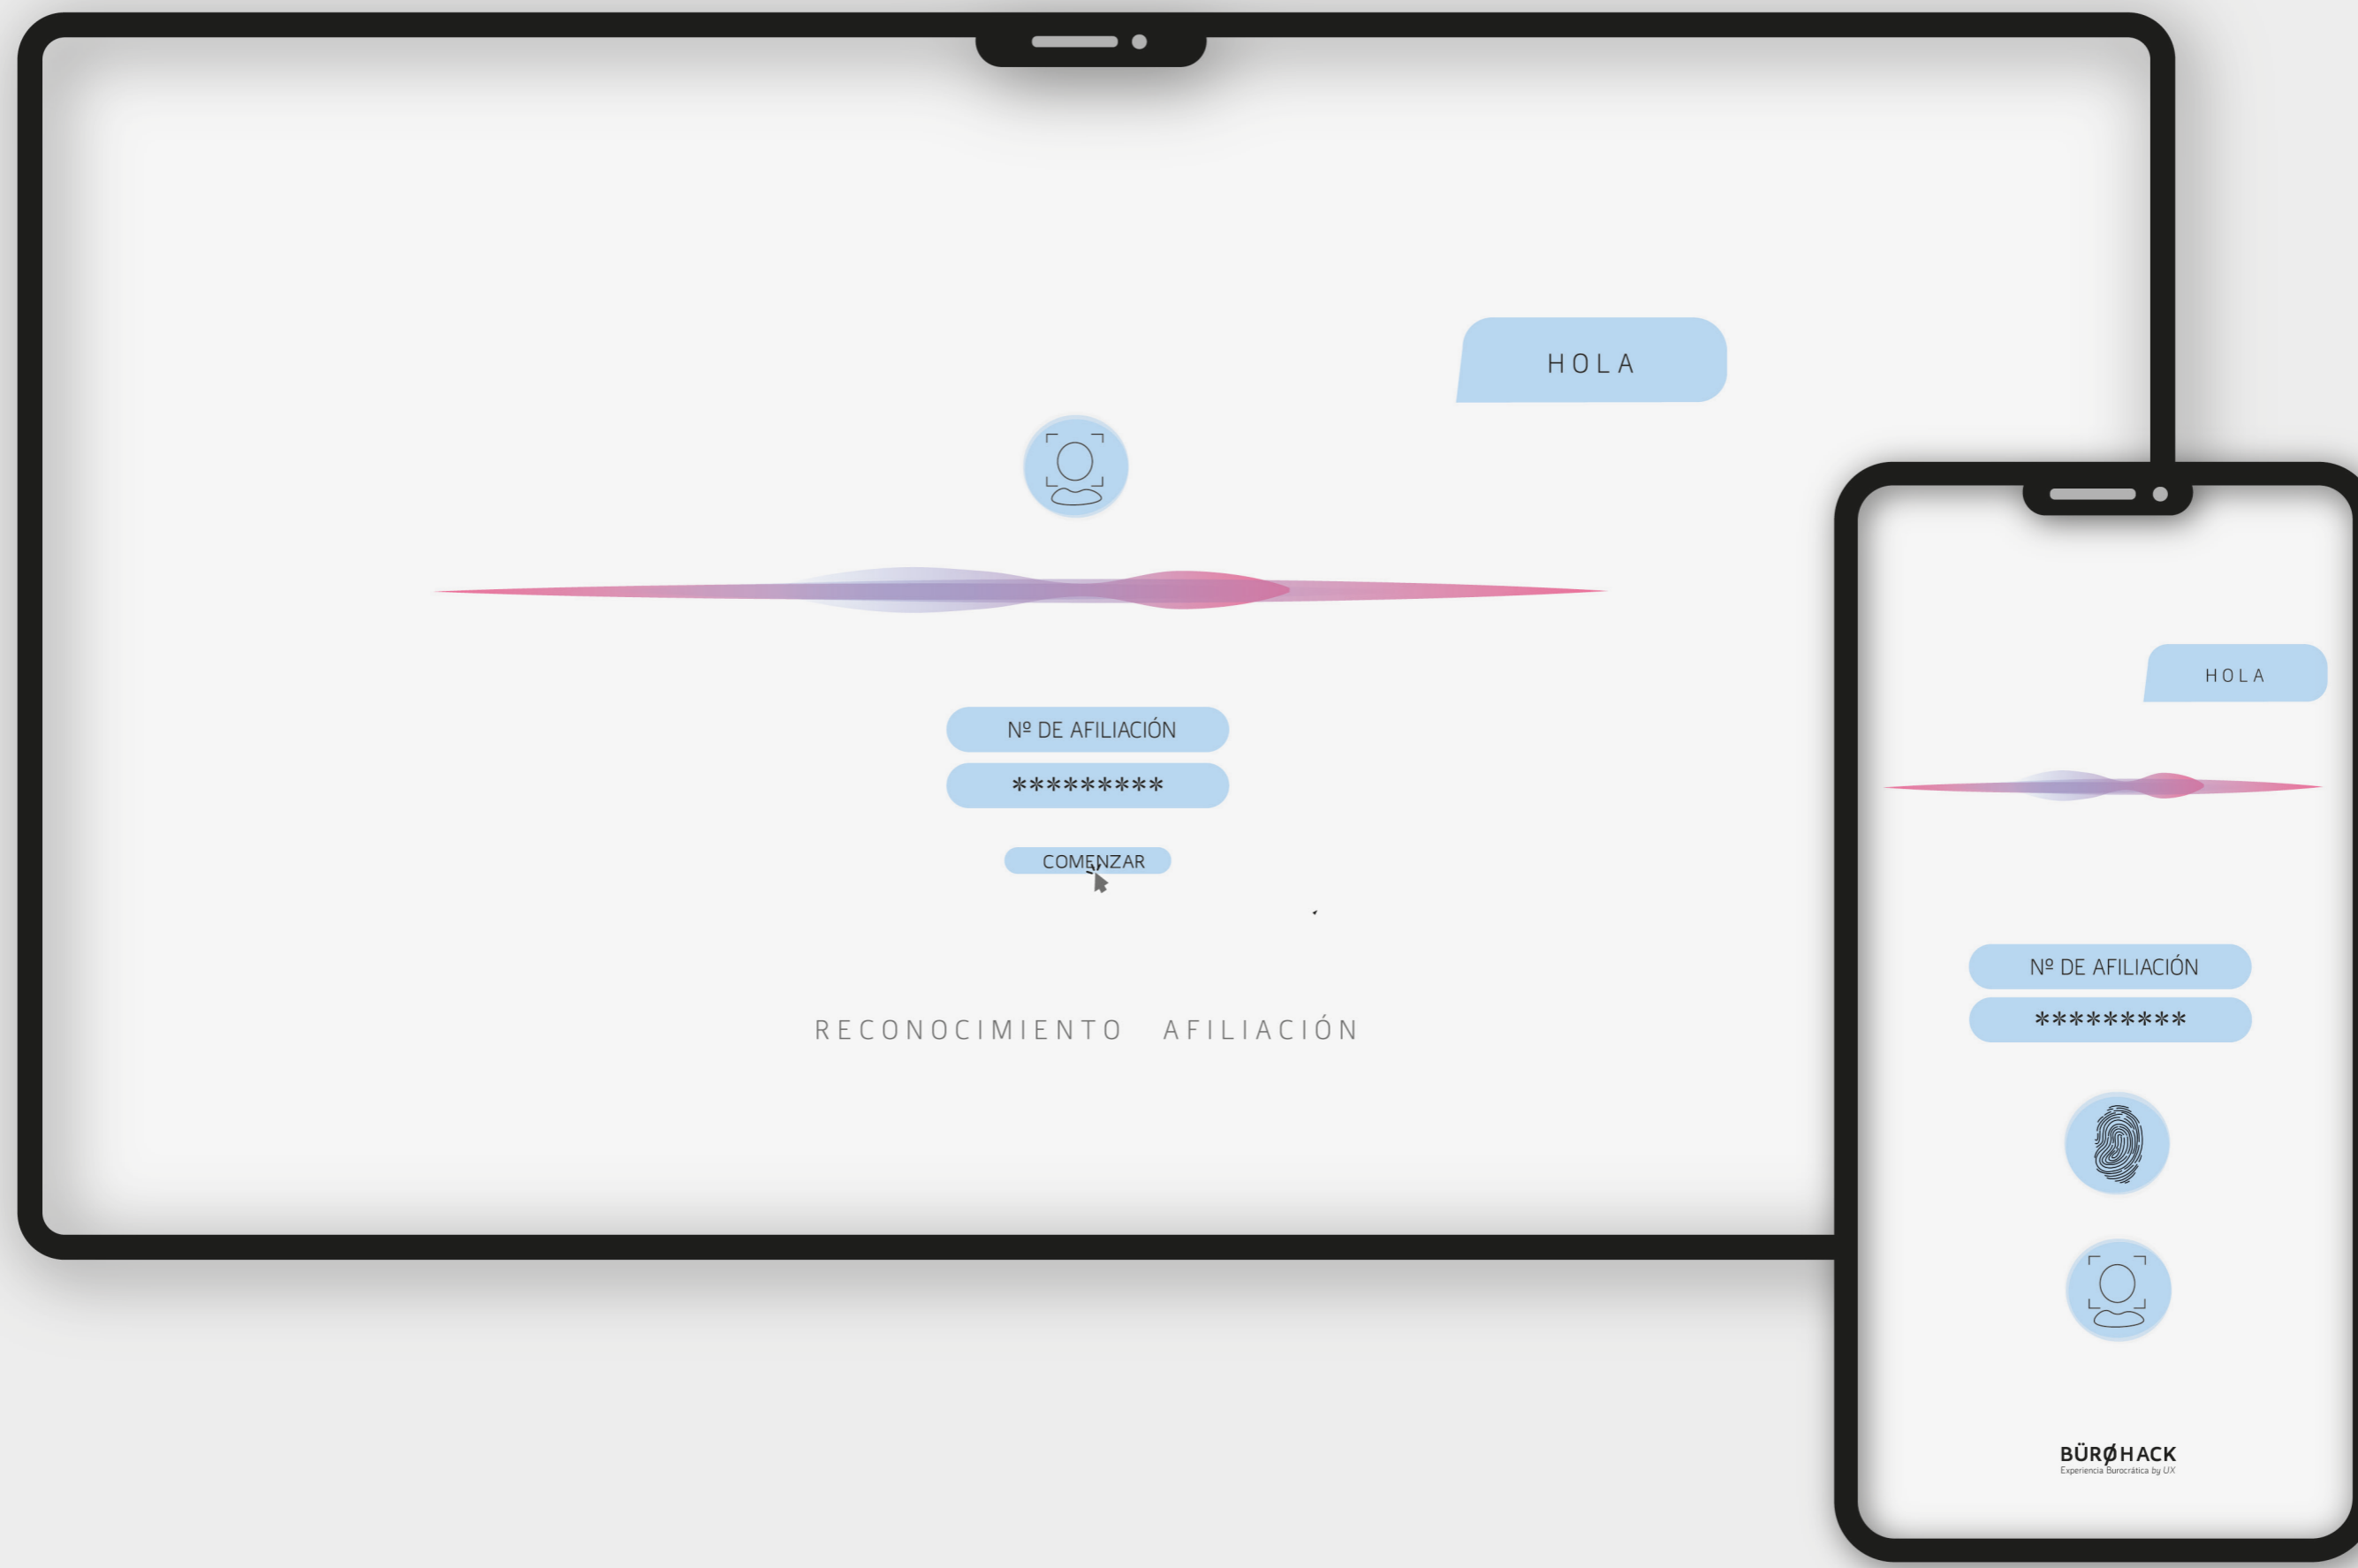 HOLA
Nº DE AFILIACIÓN
*********
COMENZAR
RECONOCIMIENTO AFILIACIÓN
HOLA
Nº DE AFILIACIÓN
*********
BÜRØHACK
Experiencia Burocrática by UX